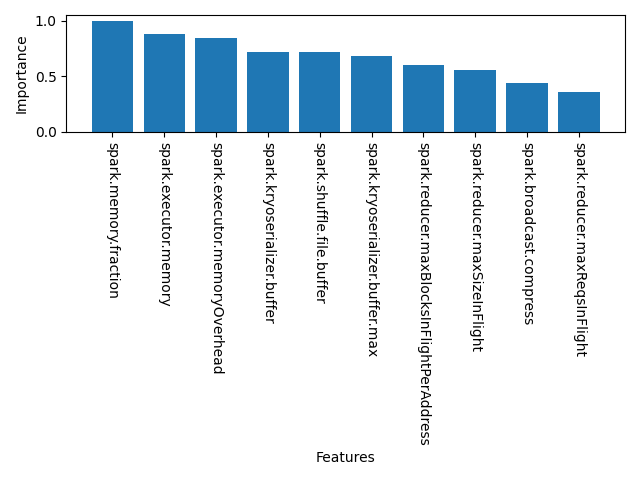 Importance
1.0
0.5
0.0
spark.memory.fraction
spark.executor.memory
spark.executor.memoryOverhead
spark.kryoserializer.buffer
spark.shuffle.file.buffer
spark.kryoserializer.buffer.max
spark.reducer.maxBlocksInFlightPerAddress
spark.reducer.maxSizeInFlight
spark.broadcast.compress
spark.reducer.maxReqsInFlight
Features